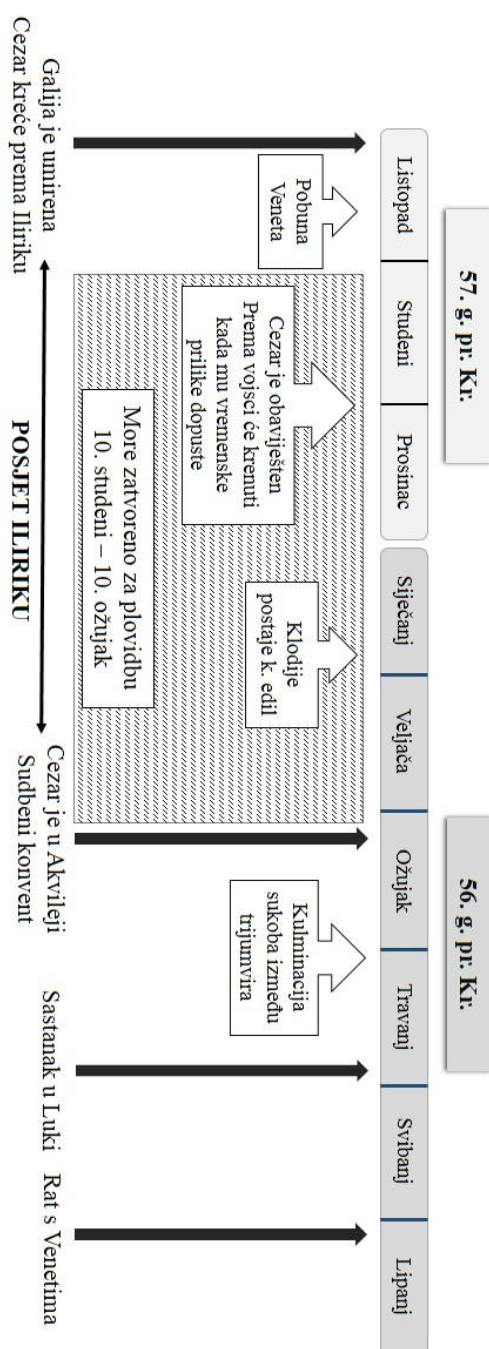 57. g. pr. Kr.
56. g. pr. Kr.
Listopad
Studeni
Prosinac
Siječanj
Veljača
Ožujak
Travanj
Svibanj
Lipanj
Pobuna
Veneta
Cezar je obaviješten
Prema vojsci će krenuti
kada mu vremenske
prilike dopuste
Klodije
postaje k. edil
Kulminacija
sukoba između
trijumvira
More zatvoreno za plovidbu
10. studeni – 10. ožujak
Galija je umirena
Cezar kreće prema Iliriku
POSJET ILIRIKU
Cezar je u Akvileji
Sudbeni konvent
Sastanak u Luki
Rat s Venetima